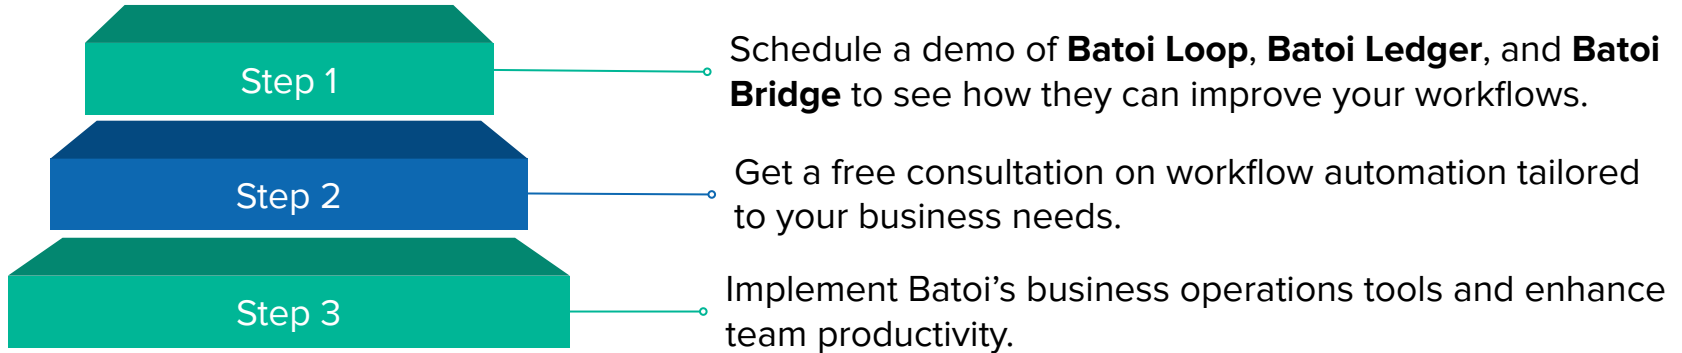 Step 1
Schedule a demo of Batoi Loop, Batoi Ledger, and Batoi
Bridge to see how they can improve your workflows.
Step 2
Get a free consultation on workflow automation tailored
to your business needs.
Step 3
Implement Batoi’s business operations tools and enhance
team productivity.